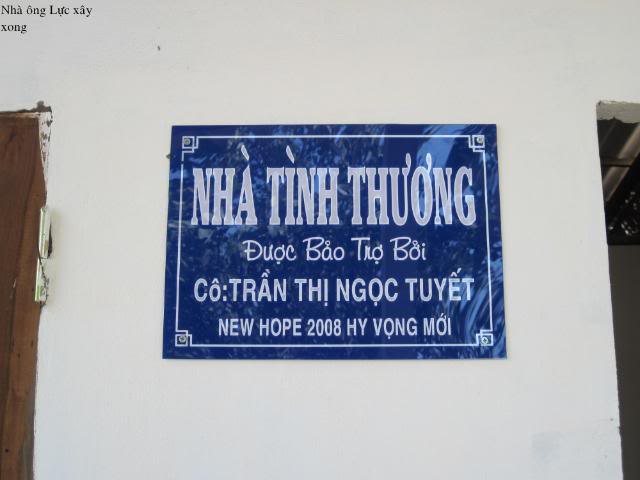 Nhà ông Lực xây
xong
NHÀ TÌNH THƯƠNG
Được Bảo Trợ Bởi
Cô:TRẦN THỊ NGỌC TUYẾT
NEW HOPE 2008 HY VỌNG MỚI